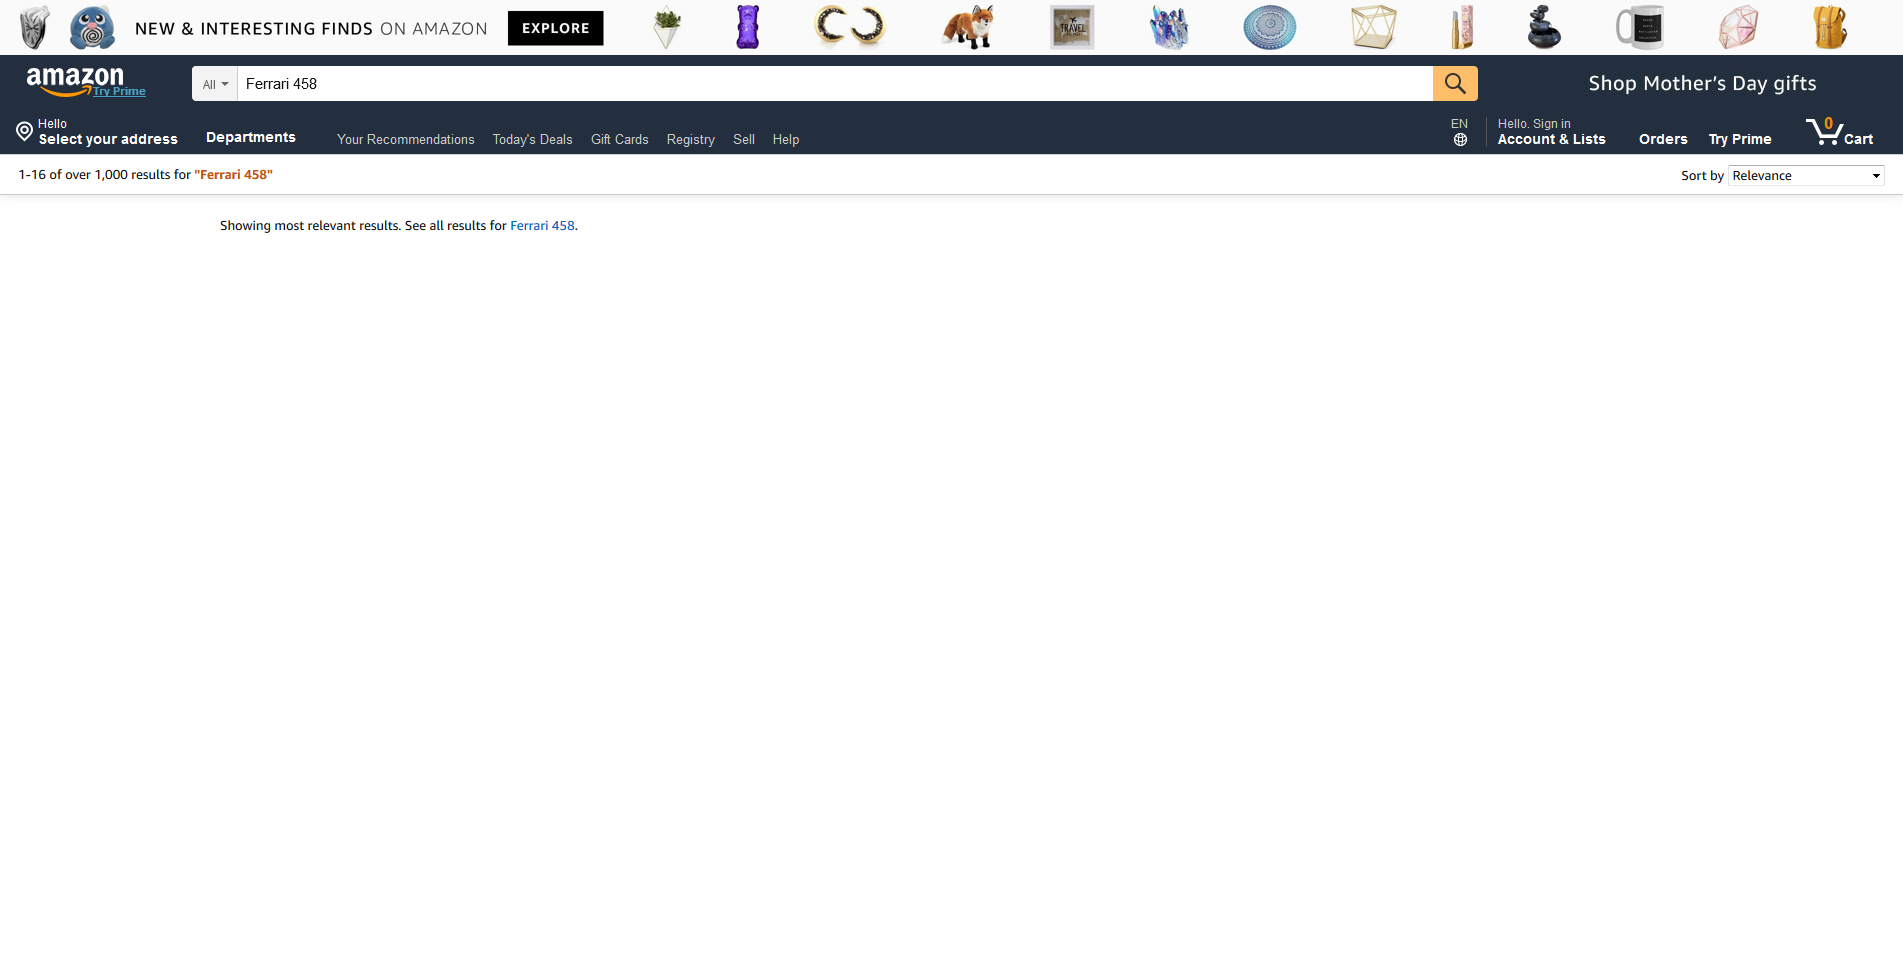 NEW & INTERESTING FINDS ON AMAZON EXPLORE
TRAVEL
amazon
Try Prime
All Ferrari 458
Shop Mother's Day gifts
Hello
Select your address
Departments
Your Recommendations Today's Deals Gift Cards Registry Sell Help
EN
Hello. Sign in
Account & Lists
Orders
Try Prime
0
Cart
1-16 of over 1,000 results for "Ferrari 458"
Sort by Relevance
Showing most relevant results. See all results for Ferrari 458.